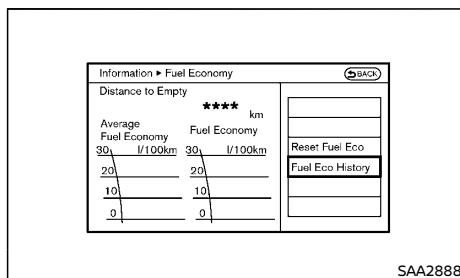 Information ▸ Fuel Economy
BACK
Distance to Empty
**** km
Average
Fuel Economy
Fuel Economy
30 l/100km
30 l/100km
20
20
10
10
0
0
Reset Fuel Eco
Fuel Eco History
SAA2888